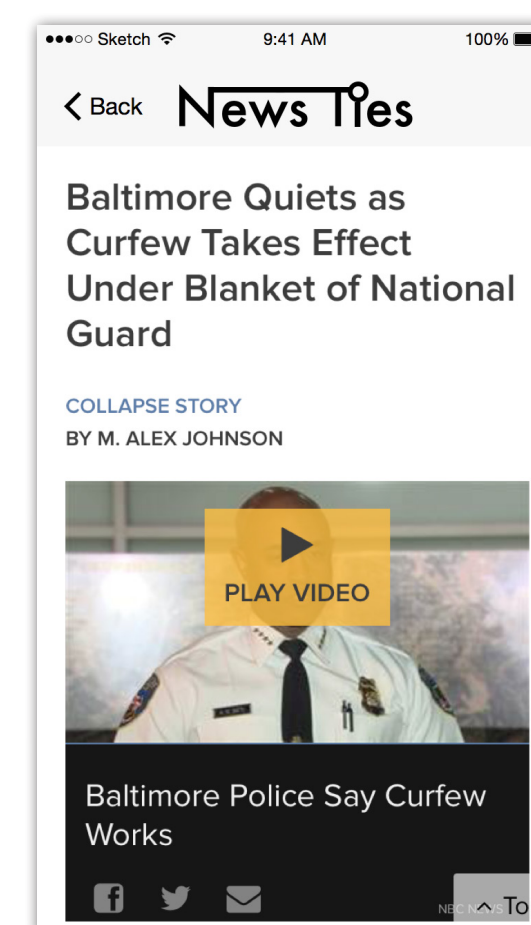 Sketch 9:41 AM 100%
Back News Ties
Baltimore Quiets as
Curfew Takes Effect
Under Blanket of National
Guard
COLLAPSE STORY
BY M. ALEX JOHNSON
PLAY VIDEO
Baltimore Police Say Curfew
Works
NBC NEWS To